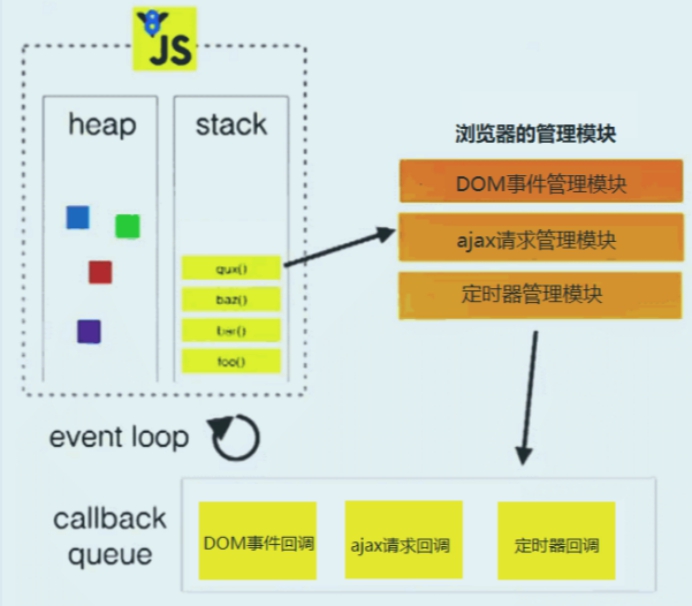 8
JS
heap
stack
浏览器的管理模块
DOM事件管理模块
qux()
ajax请求管理模块
baz()
定时器管理模块
bar()
foo()
event loop
callback
queue
DOM事件回调
ajax请求回调
定时器回调